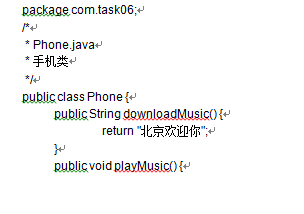 package com.task06;
/*
* Phone.java
* 手机类
*/
public class Phone {
public String downloadMusic() {
return "北京欢迎你";
}
public void playMusic() {